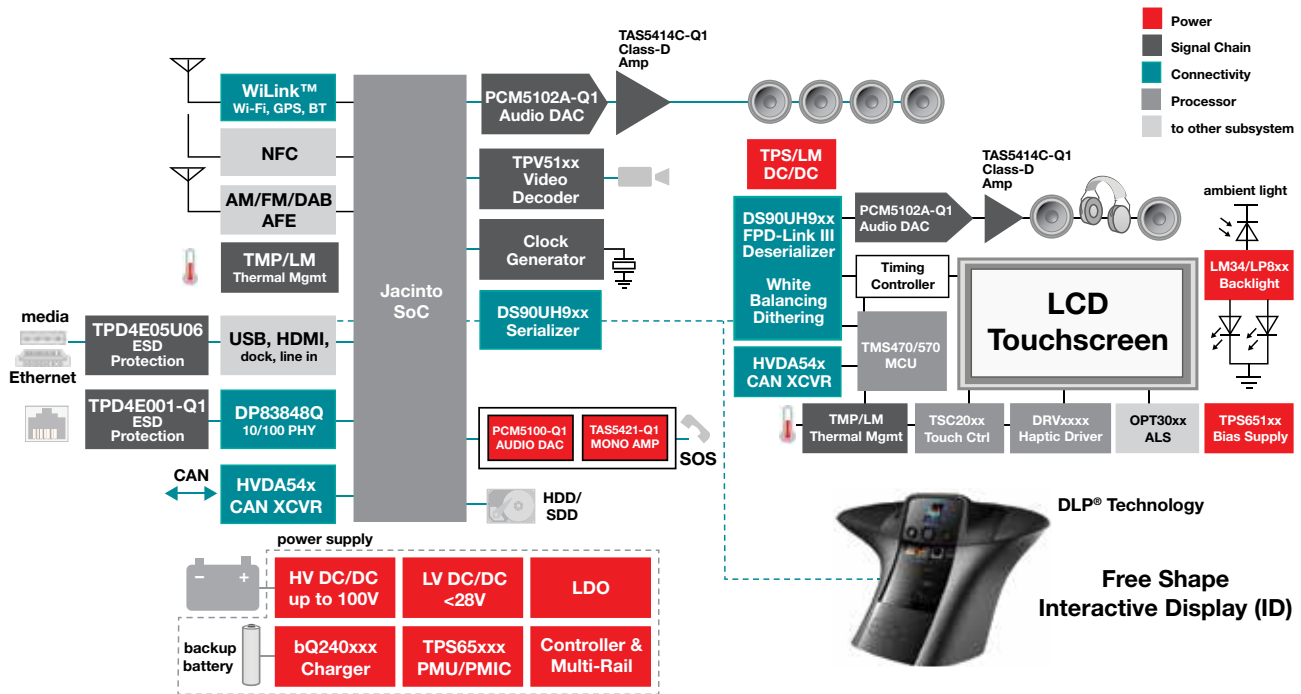 Power
Signal Chain
Connectivity
Processor
to other subsystem
TAS5414C-Q1
Class-D
Amp
WiLink™
Wi-Fi, GPS, BT
NFC
AM/FM/DAB
AFE
TMP/LM
Thermal Mgmt
media
Ethernet
TPD4E05U06
ESD
Protection
USB, HDMI,
dock, line in
TPD4E001-Q1
ESD
Protection
DP83848Q
10/100 PHY
CAN
HVDA54x
CAN XCVR
Jacinto
SoC
PCM5102A-Q1
Audio DAC
TPV51xx
Video
Decoder
Clock
Generator
DS90UH9xx
Serializer
PCM5100-Q1
AUDIO DAC
TAS5421-Q1
MONO AMP
SOS
HDD/
SDD
TPS/LM
DC/DC
DS90UH9xx
FPD-Link III
Deserializer
White
Balancing
Dithering
HVDA54x
CAN XCVR
PCM5102A-Q1
Audio DAC
TAS5414C-Q1
Class-D
Amp
Timing
Controller
TMS470/570
MCU
LCD
Touchscreen
ambient light
LM34/LP8xx
Backlight
TMP/LM
Thermal Mgmt
TSC20xx
Touch Ctrl
DRVxxxx
Haptic Driver
OPT30xx
ALS
TPS651xx
Bias Supply
DLP® Technology
Free Shape
Interactive Display (ID)
power supply
− +
HV DC/DC
up to 100V
LV DC/DC
<28V
LDO
backup
battery
bQ240xxx
Charger
TPS65xxx
PMU/PMIC
Controller &
Multi-Rail